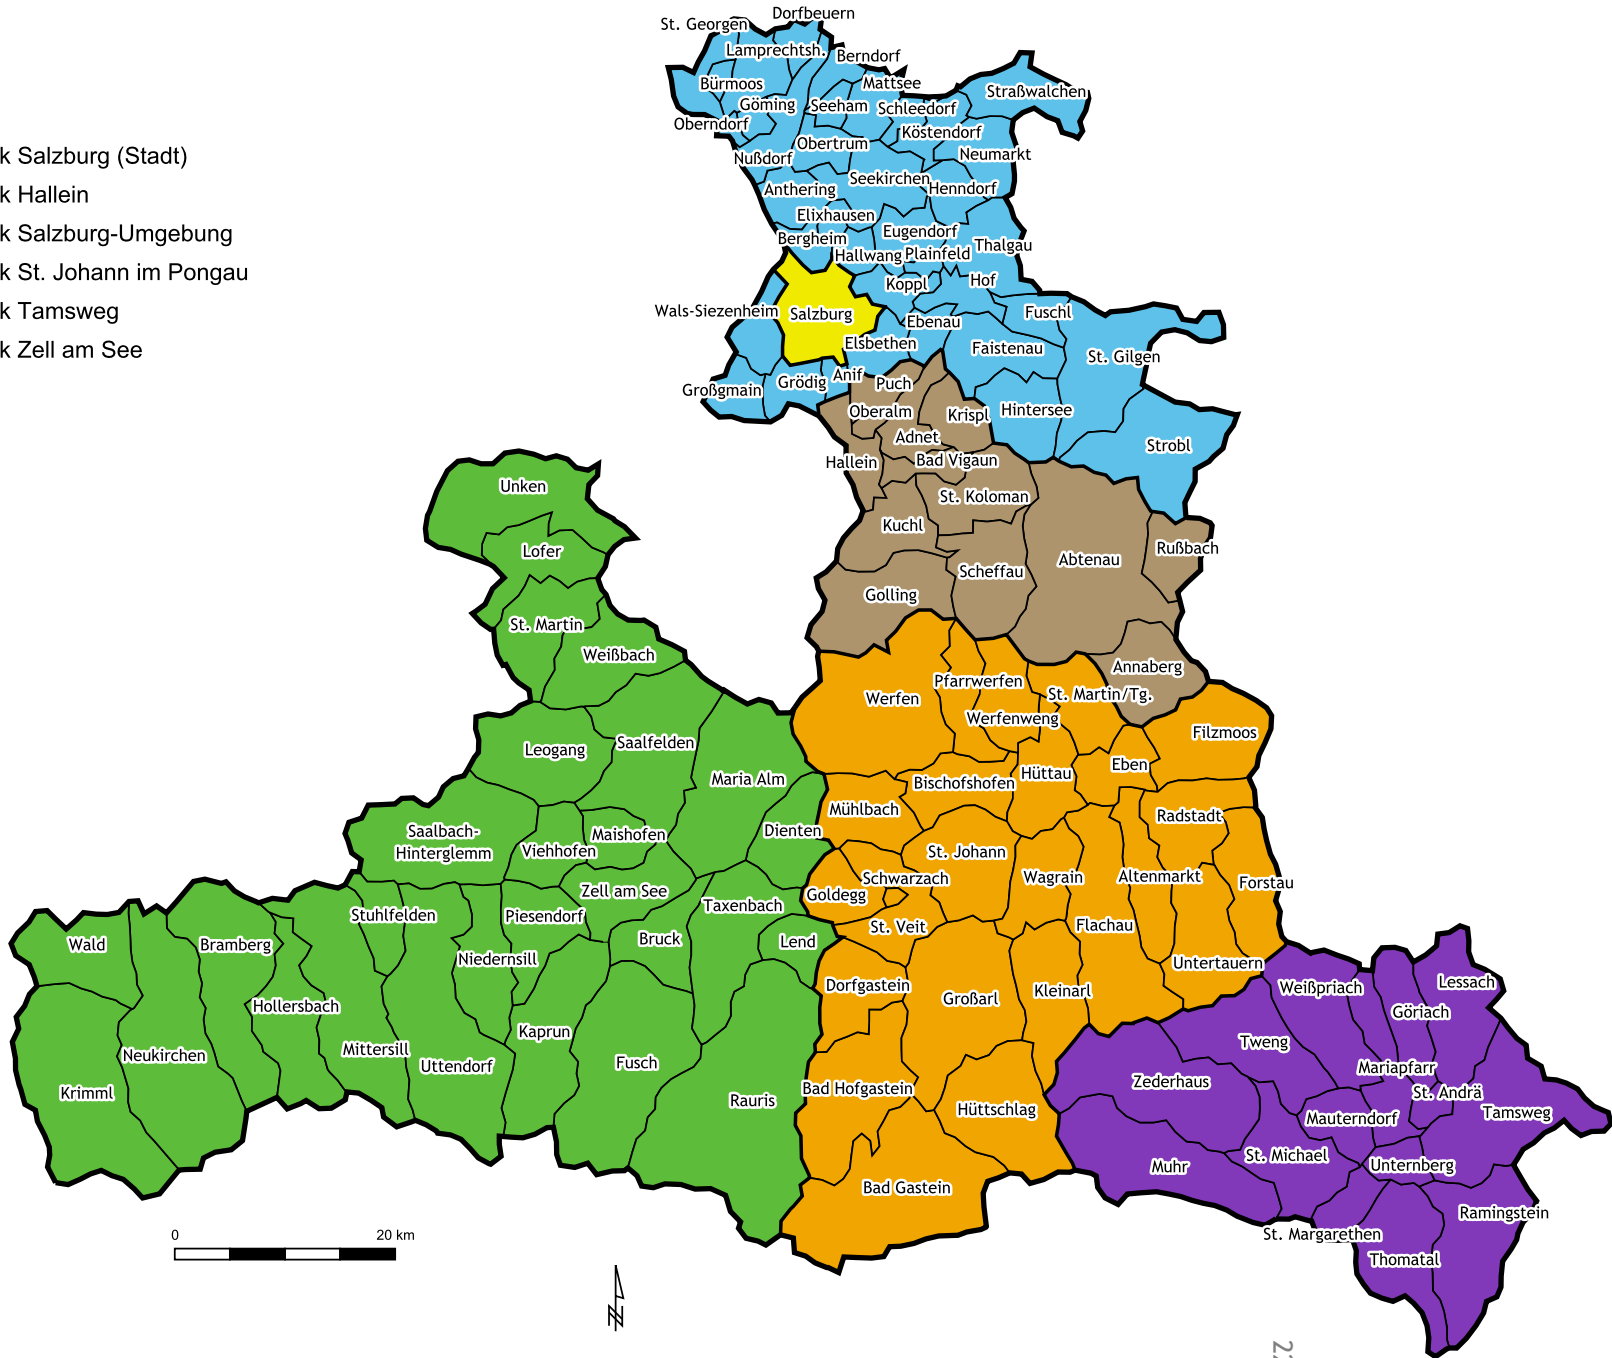 k Salzburg (Stadt)
k Hallein
k Salzburg-Umgebung
k St. Johann im Pongau
k Tamsweg
k Zell am See
St. Georgen
Dorfbeuern
Lamprechtsh.
Berndorf
Bürmoos
Mattsee
Straßwalchen
Göming
Seeham
Schleedorf
Oberndorf
Köstendorf
Obertrum
Nußdorf
Neumarkt
Anthering
Seekirchen
Henndorf
Elixhausen
Bergheim
Eugendorf
Thalgau
Hallwang
Plainfeld
Koppl
Hof
Wals-Siezenheim
Salzburg
Ebenau
Fuschl
Elsbethen
Faistenau
St. Gilgen
Großgmain
Grödig
Anif
Puch
Oberalm
Krispl
Hintersee
Adnet
Strobl
Hallein
Bad Vigaun
St. Koloman
Kuchl
Rußbach
Abtenau
Scheffau
Golling
Annaberg
Unken
Lofer
St. Martin
Weißbach
Leogang
Saalfelden
Maria Alm
Saalbach-
Hinterglemm
Viehhofen
Maishofen
Dienten
Zell am See
Stuhlfelden
Piesendorf
Taxenbach
Wald
Bramberg
Niedernsill
Bruck
Lend
Hollersbach
Kaprun
Neukirchen
Mittersill
Uttendorf
Fusch
Krimml
Rauris
Werfen
Pfarrwerfen
St. Martin/Tg.
Werfenweng
Filzmoos
Bischofshofen
Hüttau
Eben
Mühlbach
Radstadt
St. Johann
Schwarzach
Wagrain
Altenmarkt
Forstau
Goldegg
St. Veit
Flachau
Untertauern
Dorfgastein
Großarl
Kleinarl
Bad Hofgastein
Hüttschlag
Bad Gastein
Weißpriach
Lessach
Göriach
Tweng
Mariapfarr
Zederhaus
St. Andrä
Mauterndorf
Tamsweg
Muhr
St. Michael
Unternberg
Ramingstein
St. Margarethen
Thomatal
0 20 km
N